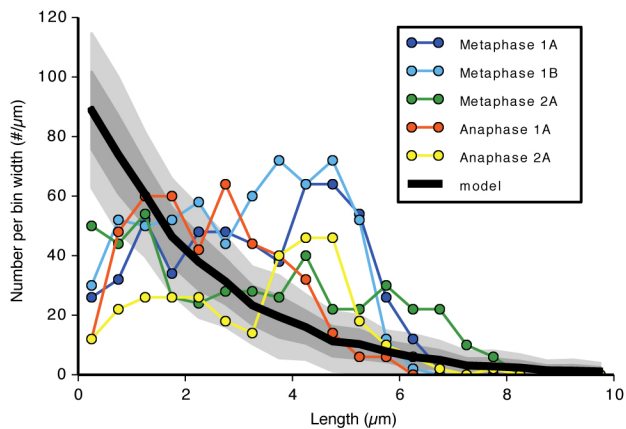 120
100
80
60
40
20
0
Number per bin width (#/μm)
0
2
4
6
8
10
Length (μm)
Metaphase 1A
Metaphase 1B
Metaphase 2A
Anaphase 1A
Anaphase 2A
model